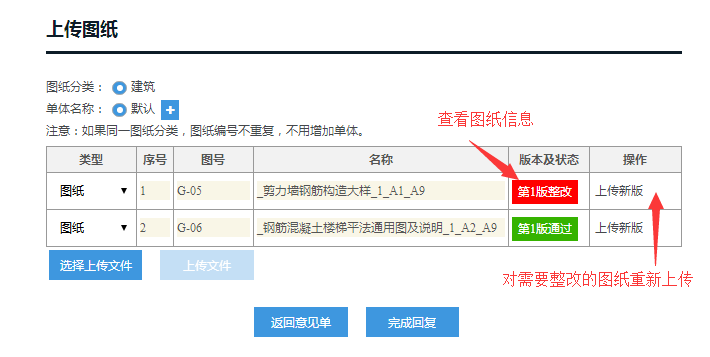 上传图纸
图纸分类： 建筑
单体名称： 默认 +
注意：如果同一图纸分类，图纸编号不重复，不用增加单体。
查看图纸信息
类型 序号 图号 名称 版本及状态 操作
图纸 1 G-05 _剪力墙钢筋构造大样_1_A1_A9 第1版整改 上传新版
图纸 2 G-06 _钢筋混凝土楼梯平法通用图及说明_1_A2_A9 第1版通过 上传新版
选择上传文件 上传文件
对需要整改的图纸重新上传
返回意见单 完成回复